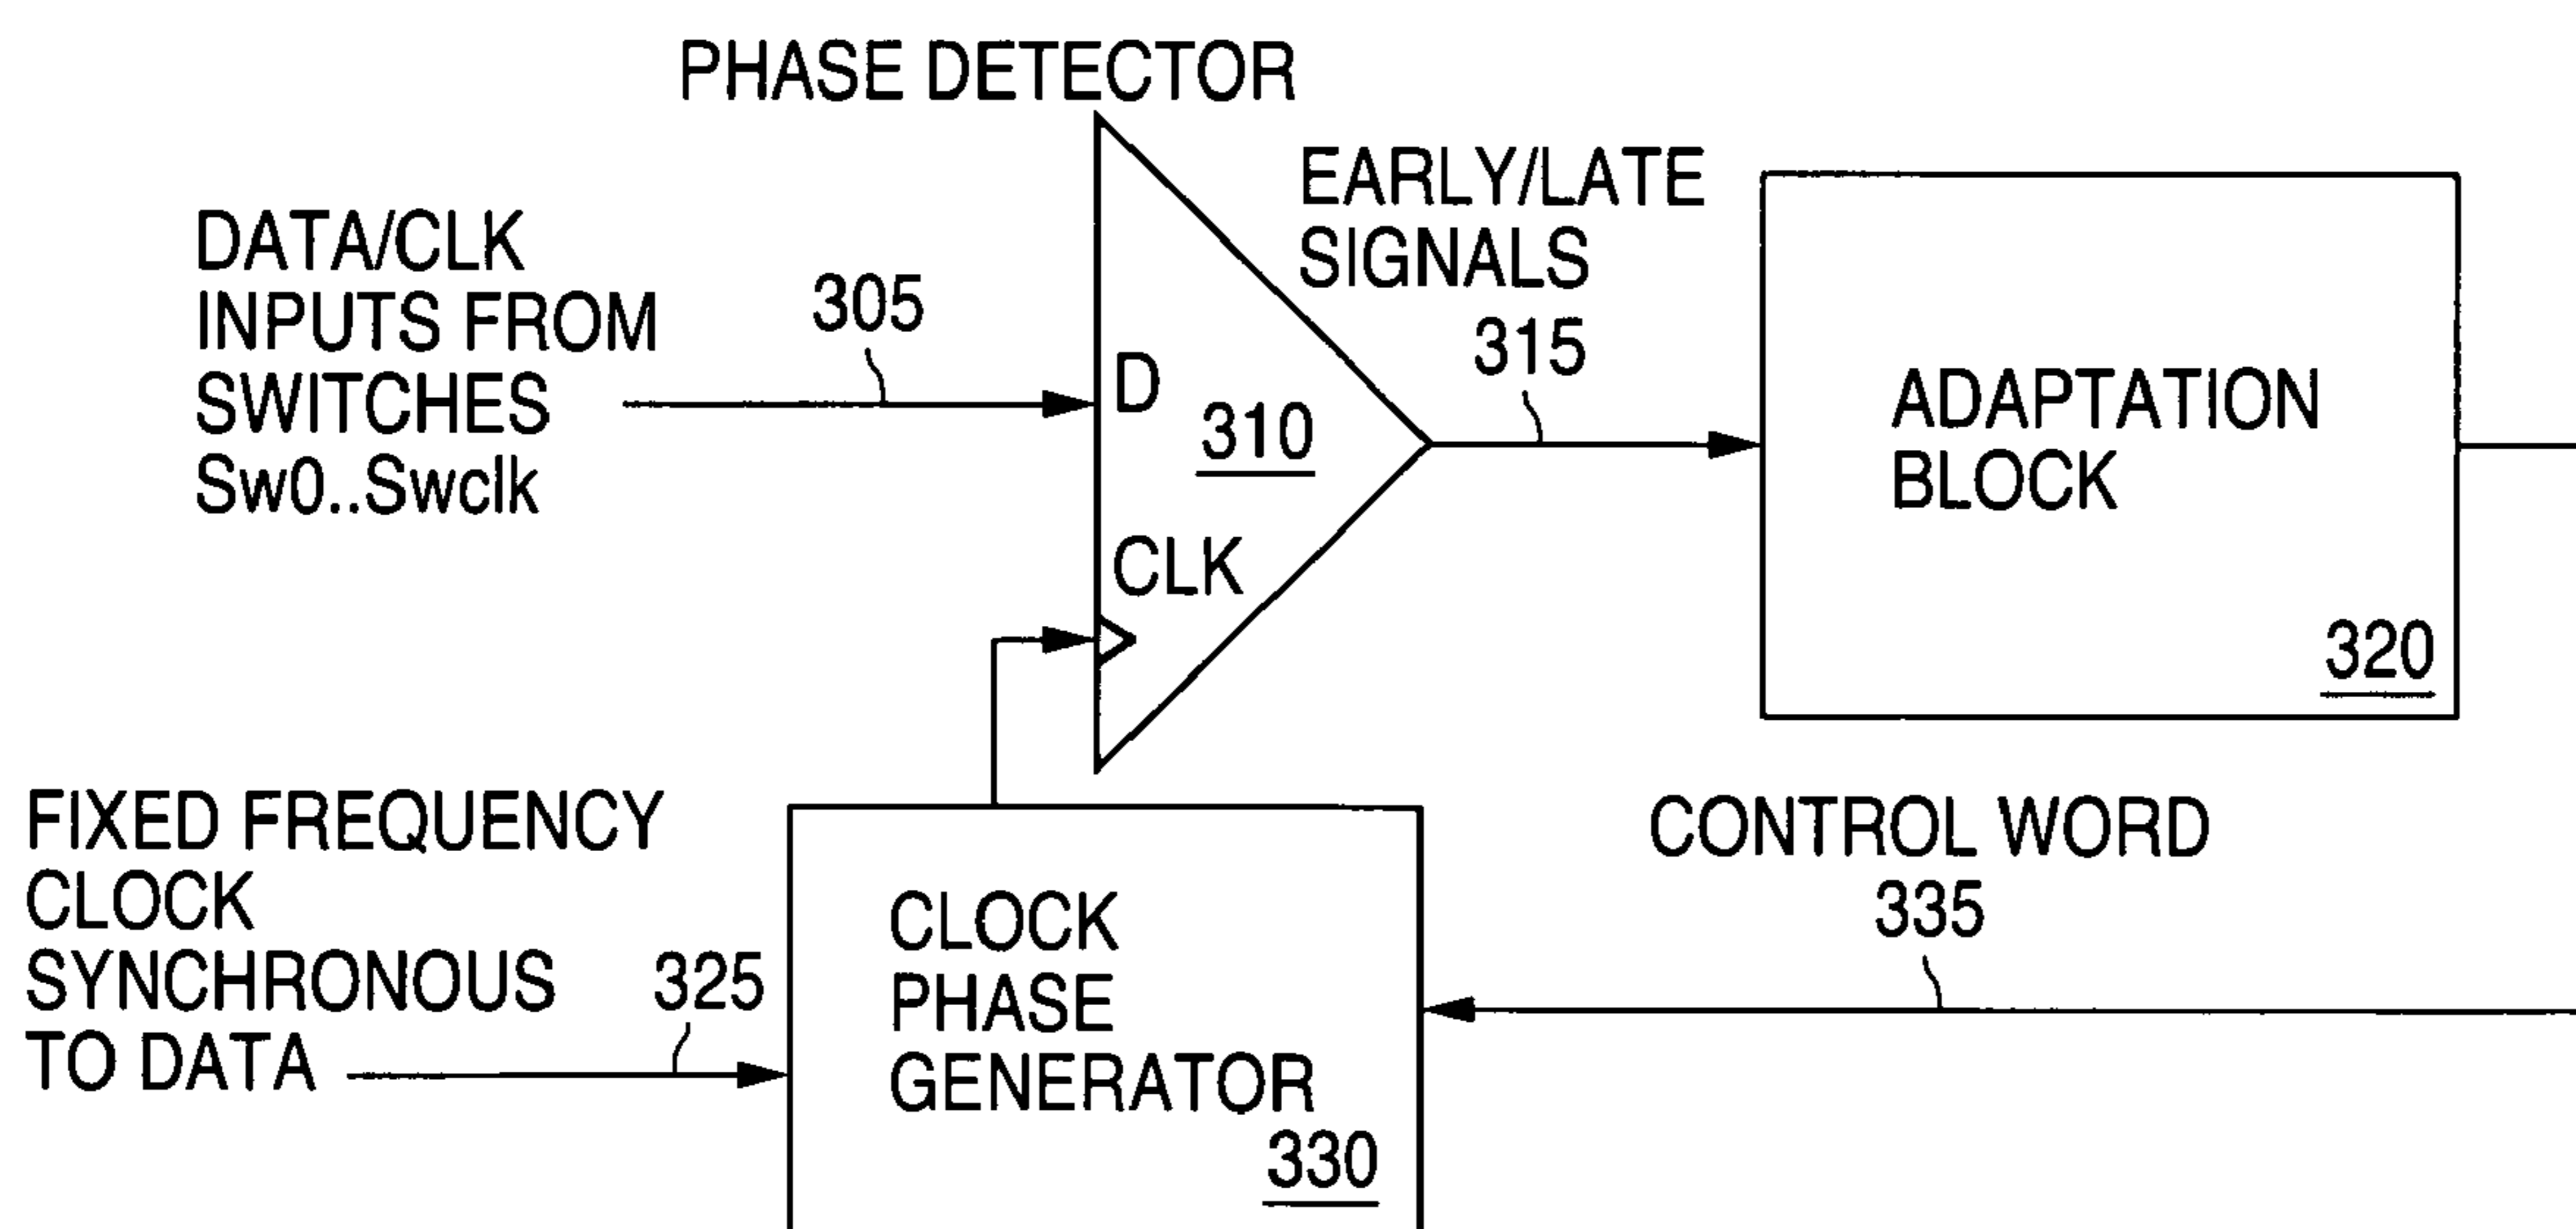 PHASE DETECTOR
DATA/CLK
INPUTS FROM
SWITCHES
Sw0..Swclk
305
D
310
CLK
EARLY/LATE
SIGNALS
315
ADAPTATION
BLOCK
320
FIXED FREQUENCY
CLOCK
SYNCHRONOUS
TO DATA
325
CLOCK
PHASE
GENERATOR
330
CONTROL WORD
335